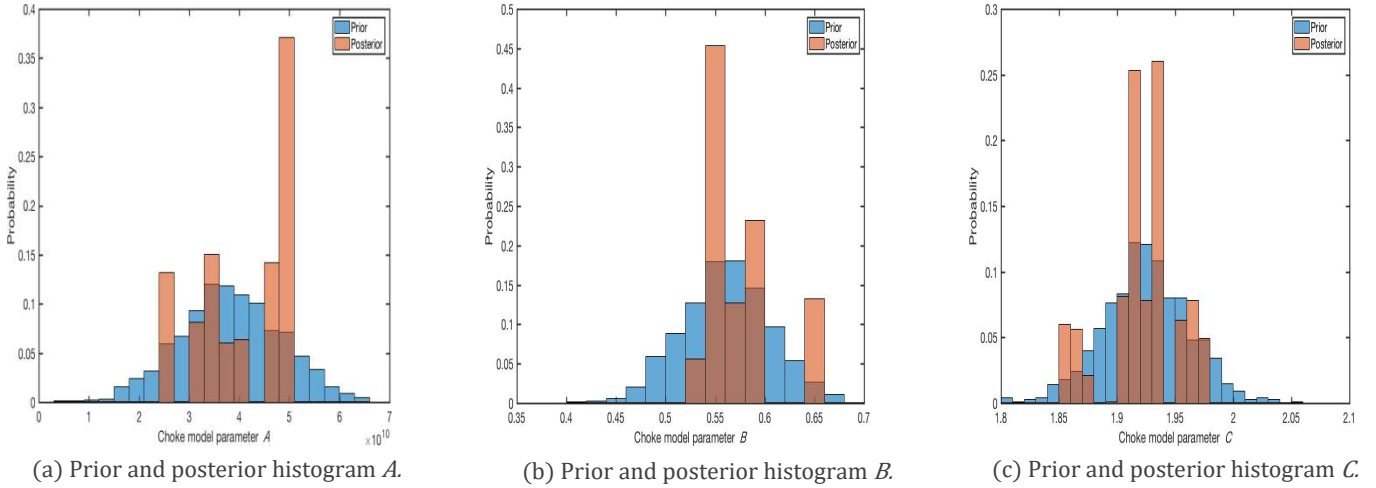 0.4
0.35
0.3
0.25
0.2
0.15
0.1
0.05
0
Probability
0 1 2 3 4 5 6 7
×10^10
Choke model parameter A
Prior
Posterior
(a) Prior and posterior histogram A.
0.5
0.45
0.4
0.35
0.3
0.25
0.2
0.15
0.1
0.05
0
Probability
0.35 0.4 0.45 0.5 0.55 0.6 0.65 0.7
Choke model parameter B
Prior
Posterior
(b) Prior and posterior histogram B.
0.3
0.25
0.2
0.15
0.1
0.05
0
Probability
1.8 1.85 1.9 1.95 2 2.05 2.1
Choke model parameter C
Prior
Posterior
(c) Prior and posterior histogram C.